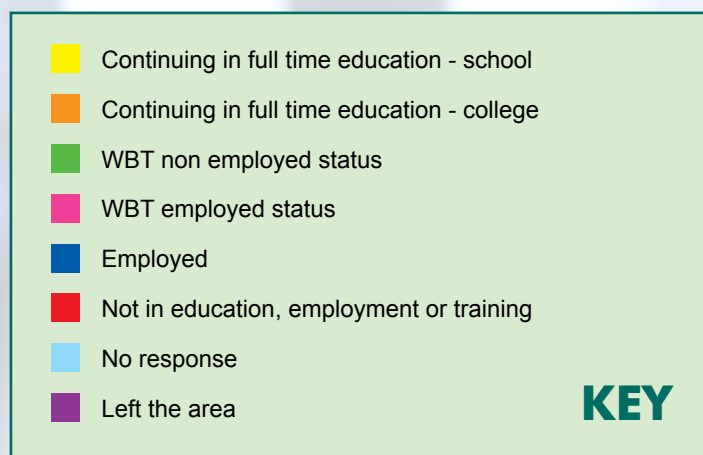 Continuing in full time education - school
Continuing in full time education - college
WBT non employed status
WBT employed status
Employed
Not in education, employment or training
No response
Left the area
KEY